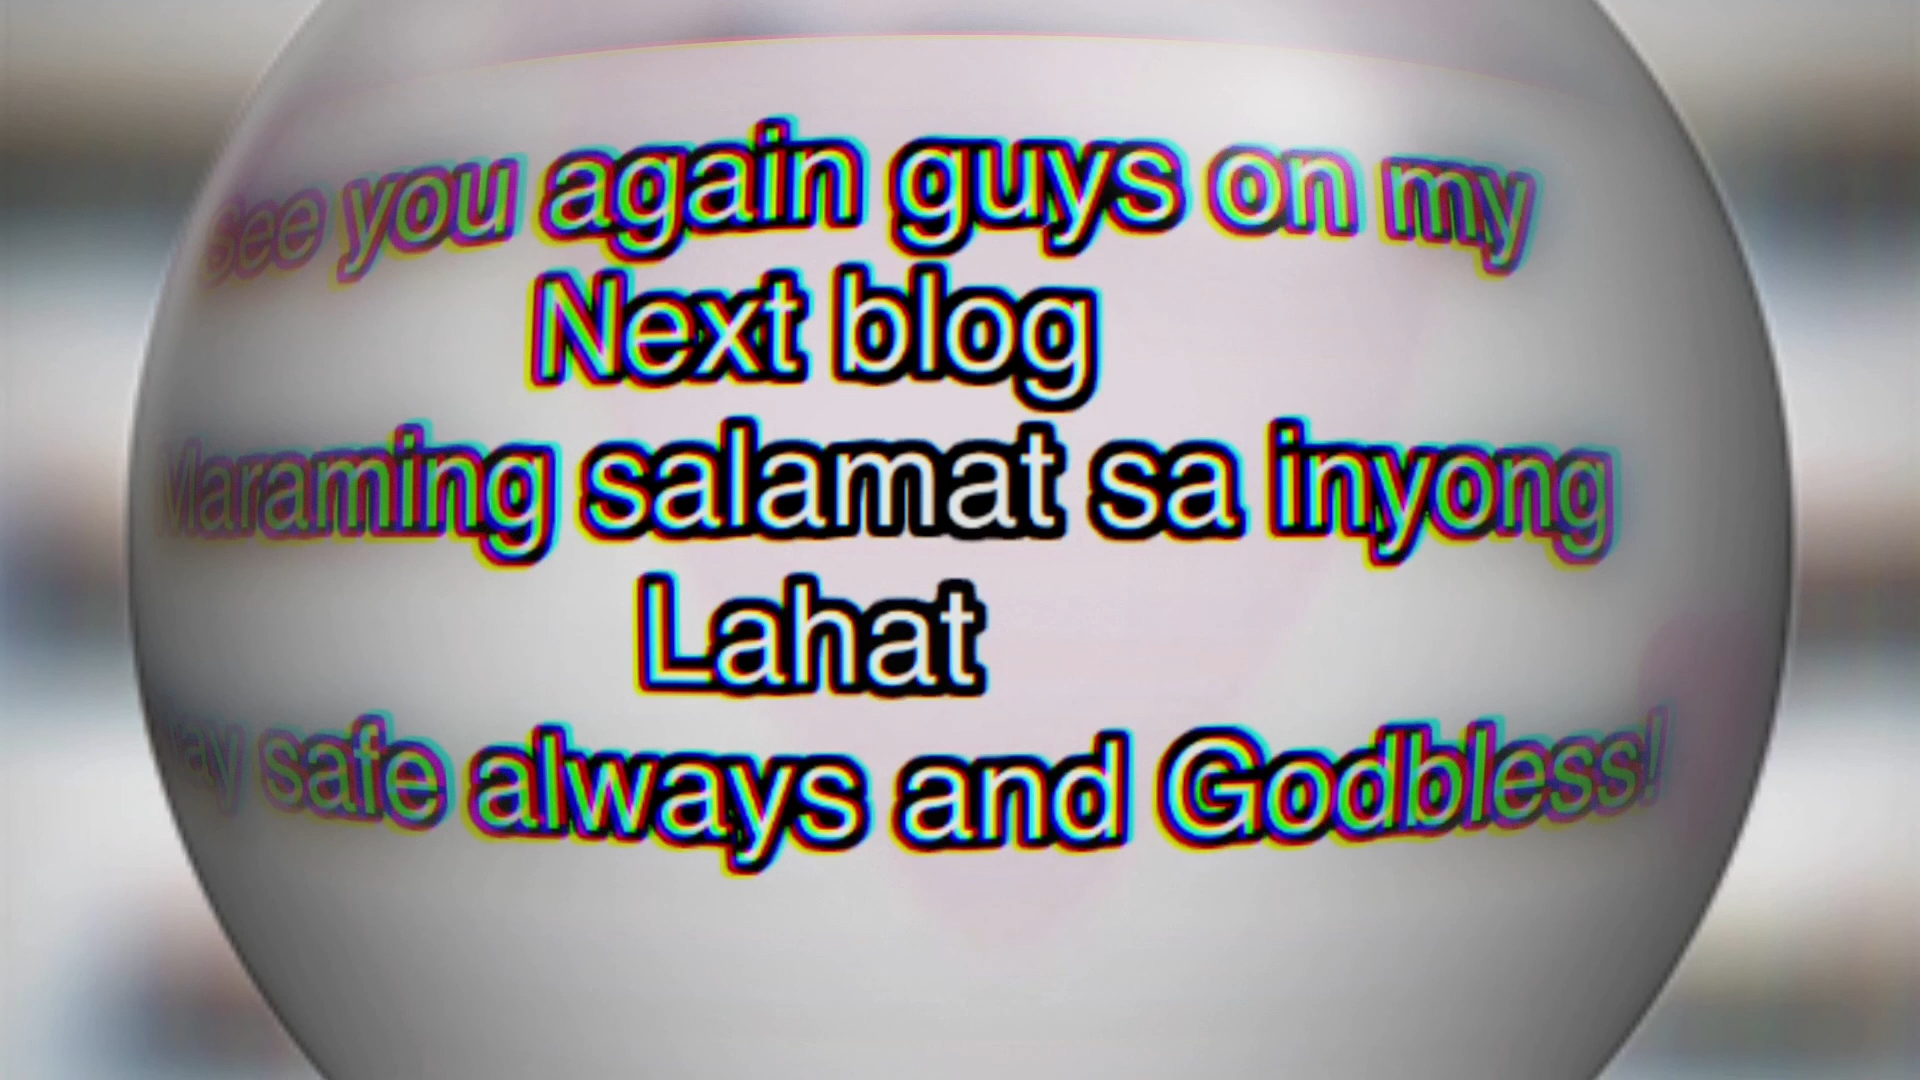 See you again guys on my
Next blog
Maraming salamat sa inyong
Lahat
safe always and Godbless!